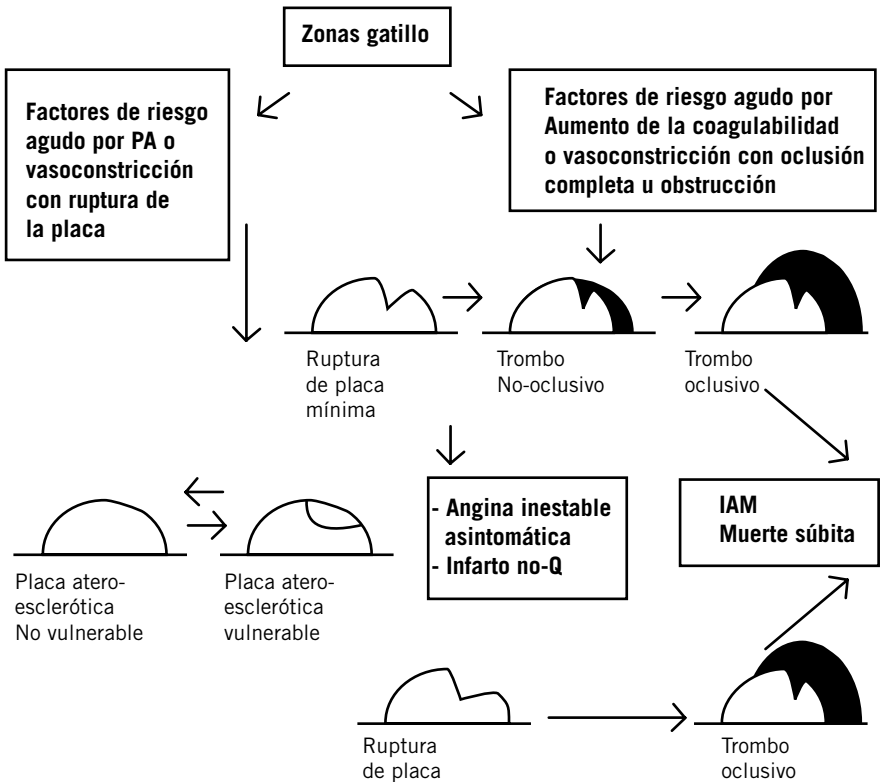 Zonas gatillo
Factores de riesgo
agudo por PA o
vasoconstricción
con ruptura de
la placa
Factores de riesgo agudo por
Aumento de la coagulabilidad
o vasoconstricción con oclusión
completa u obstrucción
Ruptura
de placa
mínima
Trombo
No-oclusivo
Trombo
oclusivo
Placa atero-
esclerótica
No vulnerable
Placa atero-
esclerótica
vulnerable
- Angina inestable
asintomática
- Infarto no-Q
IAM
Muerte súbita
Ruptura
de placa
Trombo
oclusivo